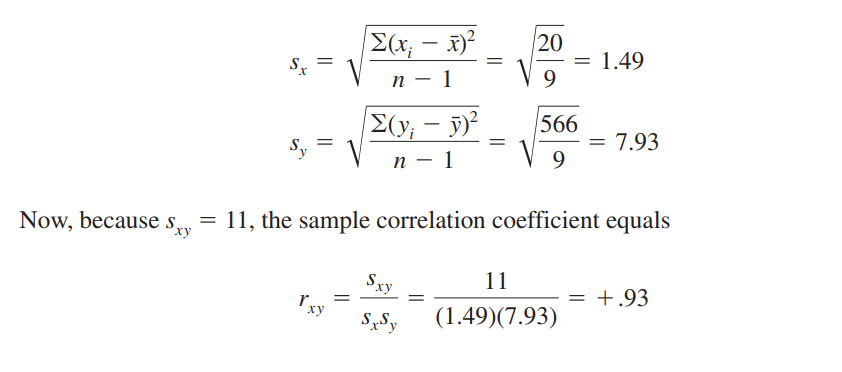 s_x = √(Σ(x_i − x̄)² / (n − 1)) = √(20 / 9) = 1.49
s_y = √(Σ(y_i − ȳ)² / (n − 1)) = √(566 / 9) = 7.93
Now, because s_xy = 11, the sample correlation coefficient equals
r_xy = s_xy / (s_x s_y) = 11 / ((1.49)(7.93)) = +.93